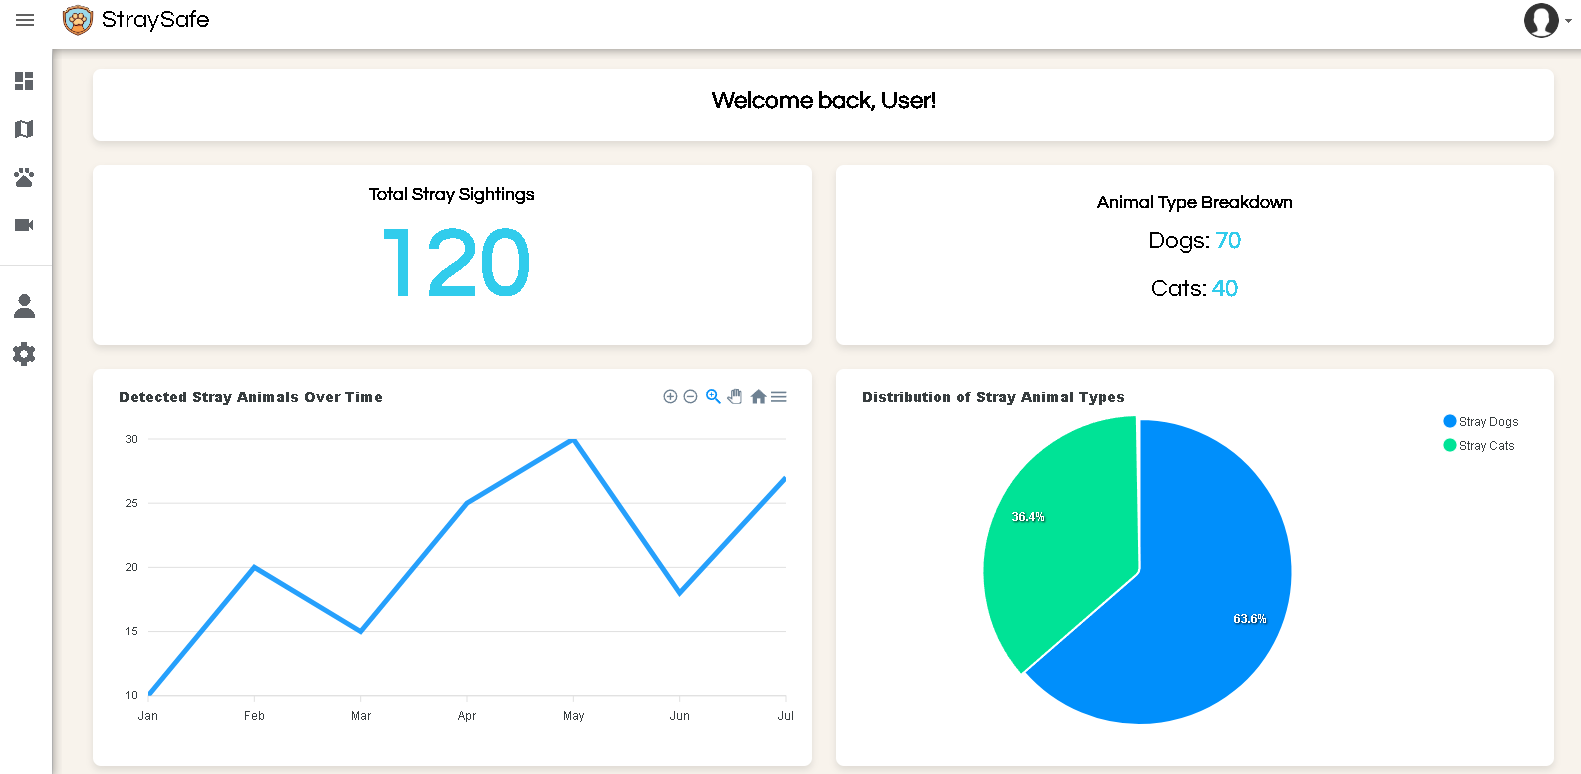 StraySafe
Welcome back, User!
Total Stray Sightings
120
Animal Type Breakdown
Dogs: 70
Cats: 40
Detected Stray Animals Over Time
30
25
20
15
10
Jan Feb Mar Apr May Jun Jul
Distribution of Stray Animal Types
Stray Dogs
Stray Cats
36.4%
63.6%